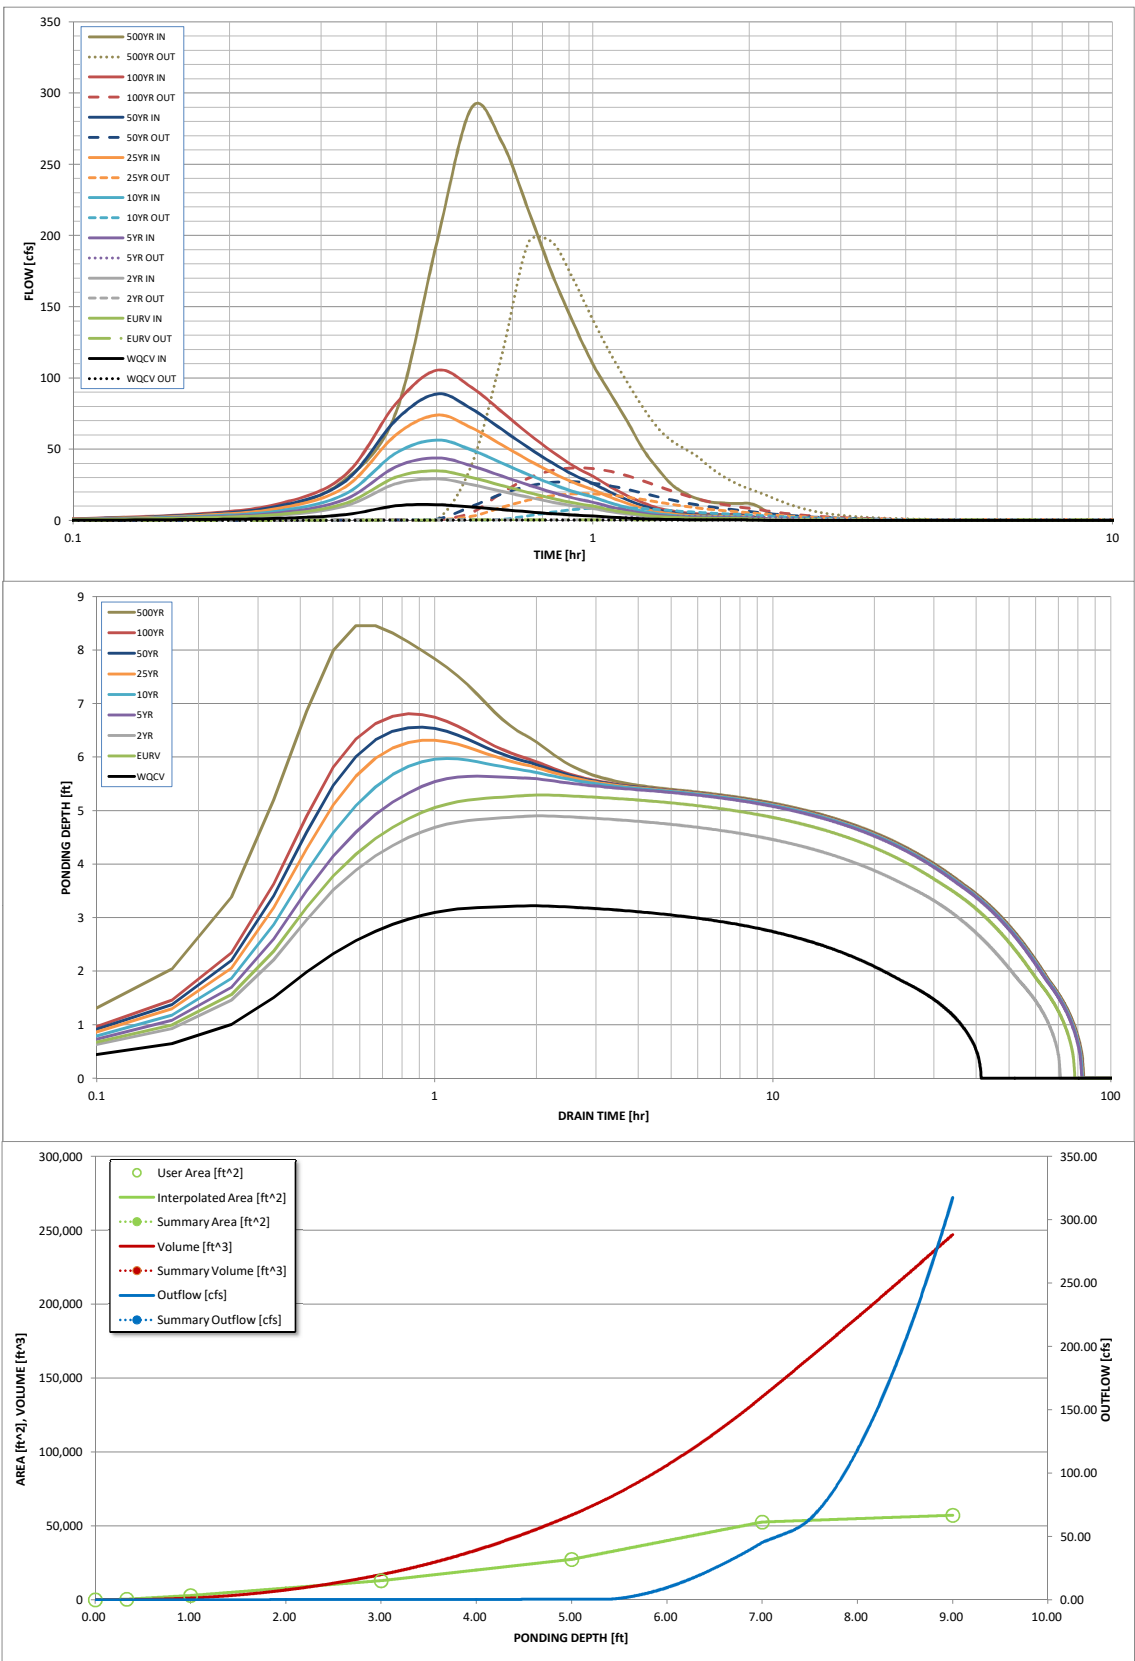 350
300
250
200
150
100
50
0
FLOW [cfs]
500YR IN
500YR OUT
100YR IN
100YR OUT
50YR IN
50YR OUT
25YR IN
25YR OUT
10YR IN
10YR OUT
5YR IN
5YR OUT
2YR IN
2YR OUT
EURV IN
EURV OUT
WQCV IN
WQCV OUT
0.1
1
10
TIME [hr]
9
8
7
6
5
4
3
2
1
0
PONDING DEPTH [ft]
500YR
100YR
50YR
25YR
10YR
5YR
2YR
EURV
WQCV
0.1
1
10
100
DRAIN TIME [hr]
300,000
250,000
200,000
150,000
100,000
50,000
0
AREA [ft^2], VOLUME [ft^3]
User Area [ft^2]
Interpolated Area [ft^2]
Summary Area [ft^2]
Volume [ft^3]
Summary Volume [ft^3]
Outflow [cfs]
Summary Outflow [cfs]
350.00
300.00
250.00
200.00
150.00
100.00
50.00
0.00
OUTFLOW [cfs]
0.00
1.00
2.00
3.00
4.00
5.00
6.00
7.00
8.00
9.00
10.00
PONDING DEPTH [ft]